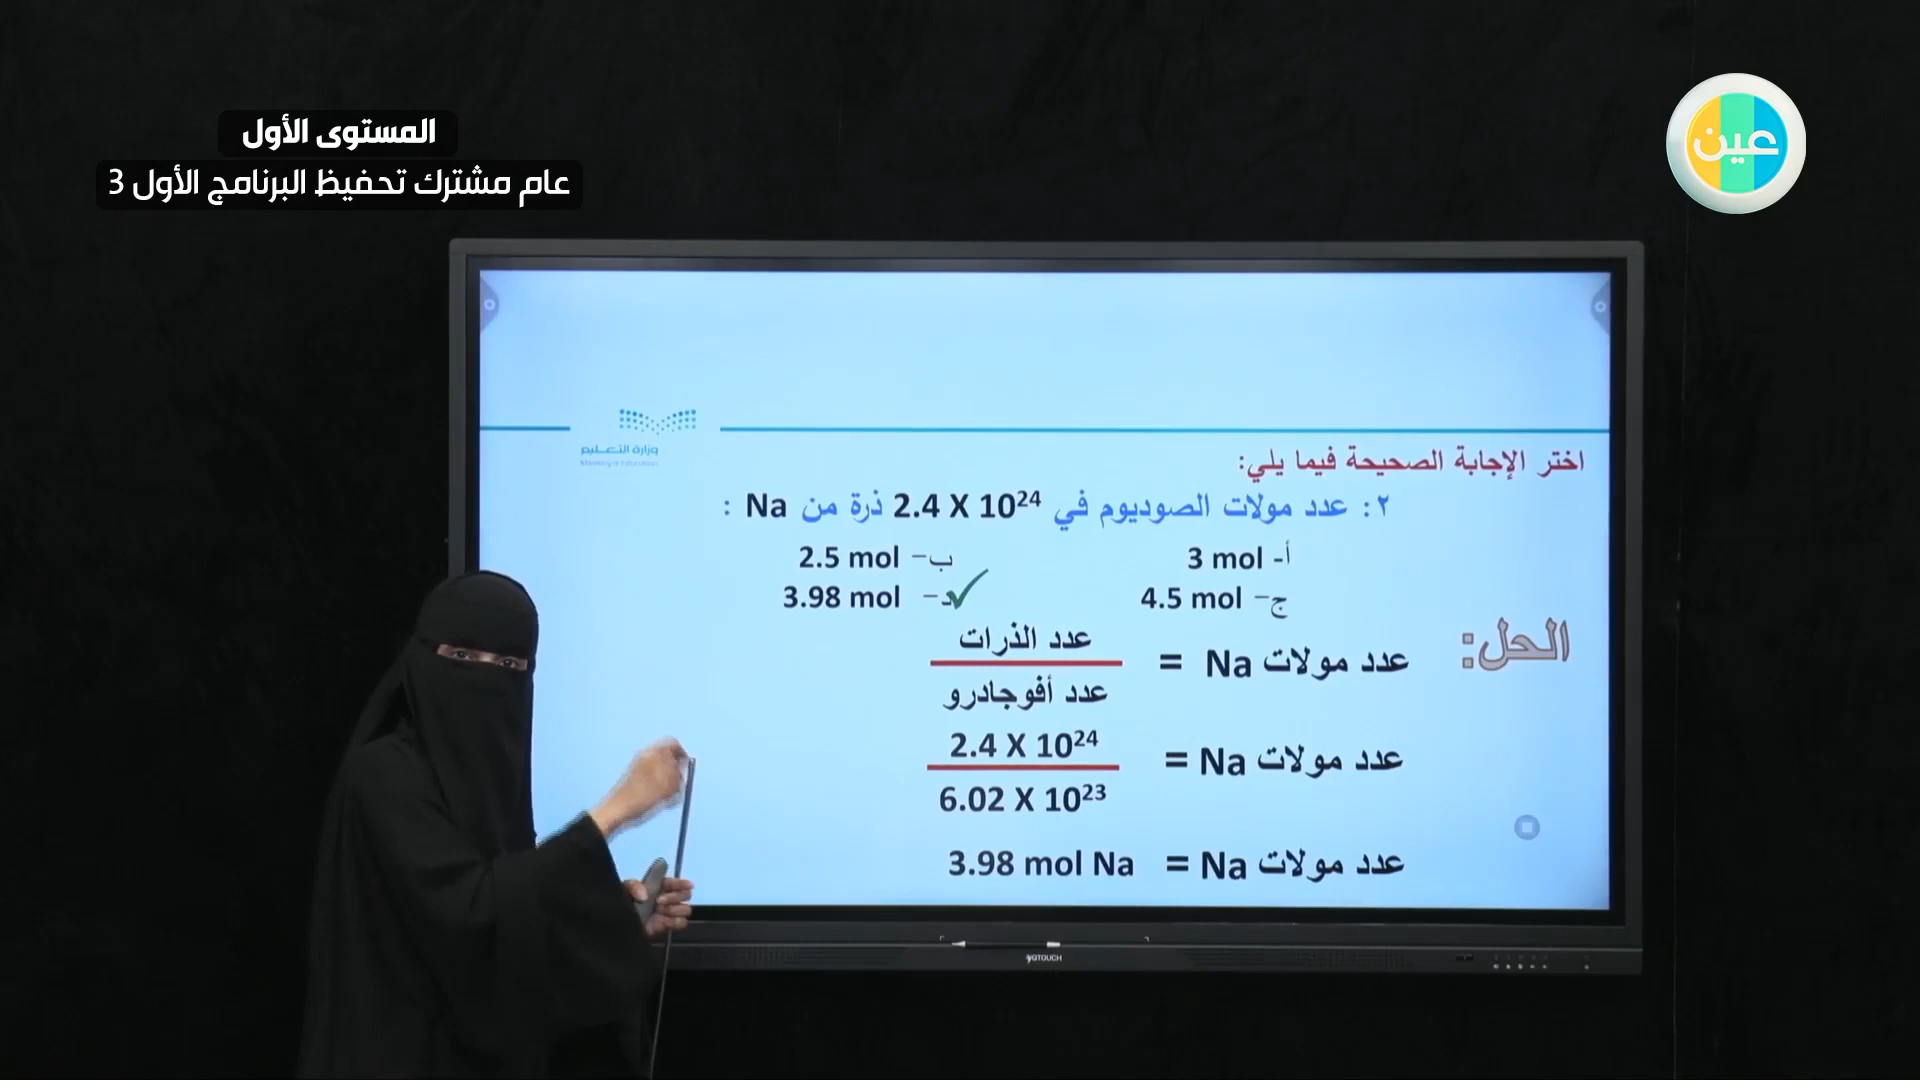 المستوى الأول
عام مشترك تحفيظ البرنامج الأول 3
عين
وزارة التعليم
Ministry of Education
اختر الإجابة الصحيحة فيما يلي:
٢: عدد مولات الصوديوم في 2.4 X 10²⁴ ذرة من Na :
أ- 3 mol
ب- 2.5 mol
ج- 4.5 mol
د- 3.98 mol
الحل:
عدد مولات Na =
عدد الذرات
عدد أفوجادرو
عدد مولات Na =
2.4 X 10²⁴
6.02 X 10²³
عدد مولات Na = 3.98 mol Na